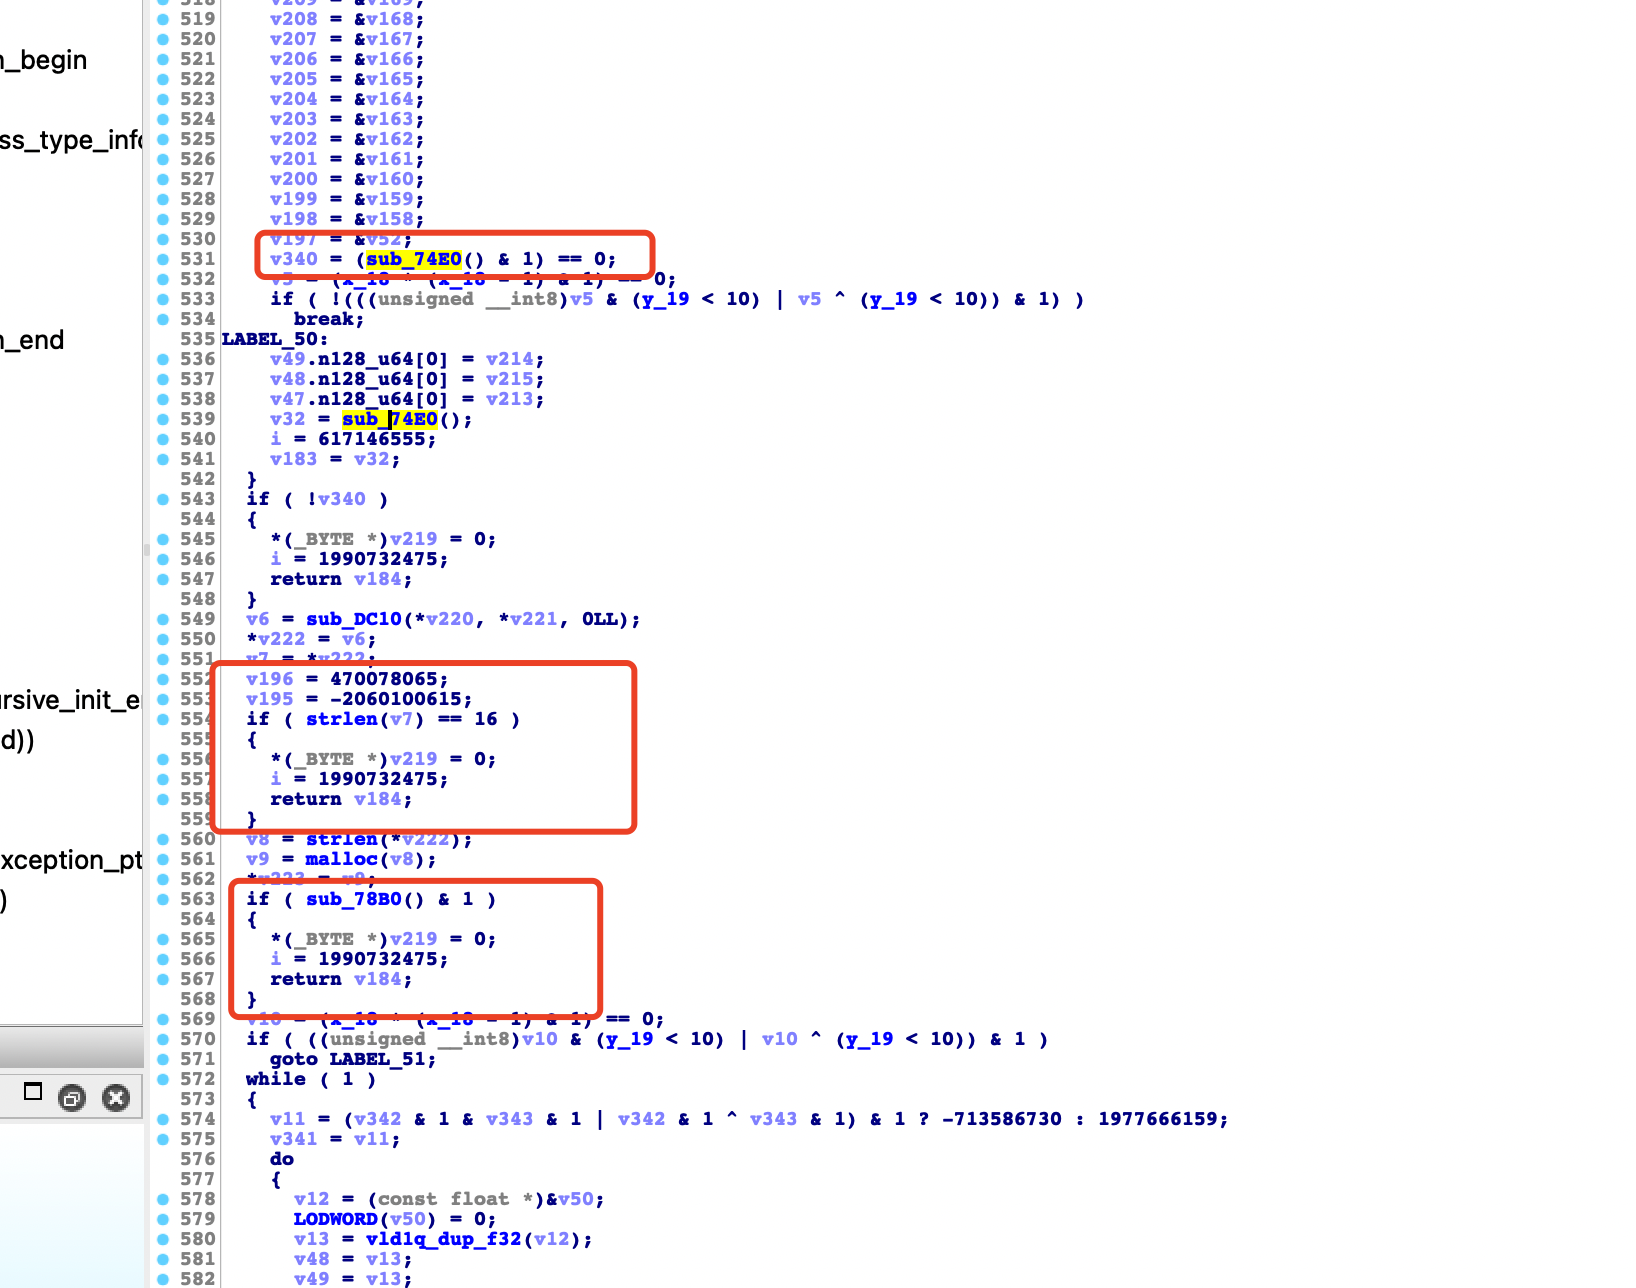 n_begin
ss_type_info
n_end
rsive_init_e
d))
xception_pt
)
519 v208 = &v168;
520 v207 = &v167;
521 v206 = &v166;
522 v205 = &v165;
523 v204 = &v164;
524 v203 = &v163;
525 v202 = &v162;
526 v201 = &v161;
527 v200 = &v160;
528 v199 = &v159;
529 v198 = &v158;
530 v197 = &v52;
531 v340 = (sub_74E0() & 1) == 0;
532 v5 = (x_18 * (x_18 - 1) & 1) == 0;
533 if ( !(((unsigned __int8)v5 & (y_19 < 10) | v5 ^ (y_19 < 10)) & 1) )
534 break;
535 LABEL_50:
536 v49.n128_u64[0] = v214;
537 v48.n128_u64[0] = v215;
538 v47.n128_u64[0] = v213;
539 v32 = sub_74E0();
540 i = 617146555;
541 v183 = v32;
542 }
543 if ( !v340 )
544 {
545 *(_BYTE *)v219 = 0;
546 i = 1990732475;
547 return v184;
548 }
549 v6 = sub_DC10(*v220, *v221, 0LL);
550 *v222 = v6;
551 v7 = *v222;
552 v196 = 470078065;
553 v195 = -2060100615;
554 if ( strlen(v7) == 16 )
555 {
556 *(_BYTE *)v219 = 0;
557 i = 1990732475;
558 return v184;
559 }
560 v8 = strlen(*v222);
561 v9 = malloc(v8);
562 *v223 = v9;
563 if ( sub_78B0() & 1 )
564 {
565 *(_BYTE *)v219 = 0;
566 i = 1990732475;
567 return v184;
568 }
569 v10 = (x_18 * (x_18 - 1) & 1) == 0;
570 if ( ((unsigned __int8)v10 & (y_19 < 10) | v10 ^ (y_19 < 10)) & 1 )
571 goto LABEL_51;
572 while ( 1 )
573 {
574 v11 = (v342 & 1 & v343 & 1 | v342 & 1 ^ v343 & 1) & 1 ? -713586730 : 1977666159;
575 v341 = v11;
576 do
577 {
578 v12 = (const float *)&v50;
579 LODWORD(v50) = 0;
580 v13 = vld1q_dup_f32(v12);
581 v48 = v13;
582 v49 = v13;